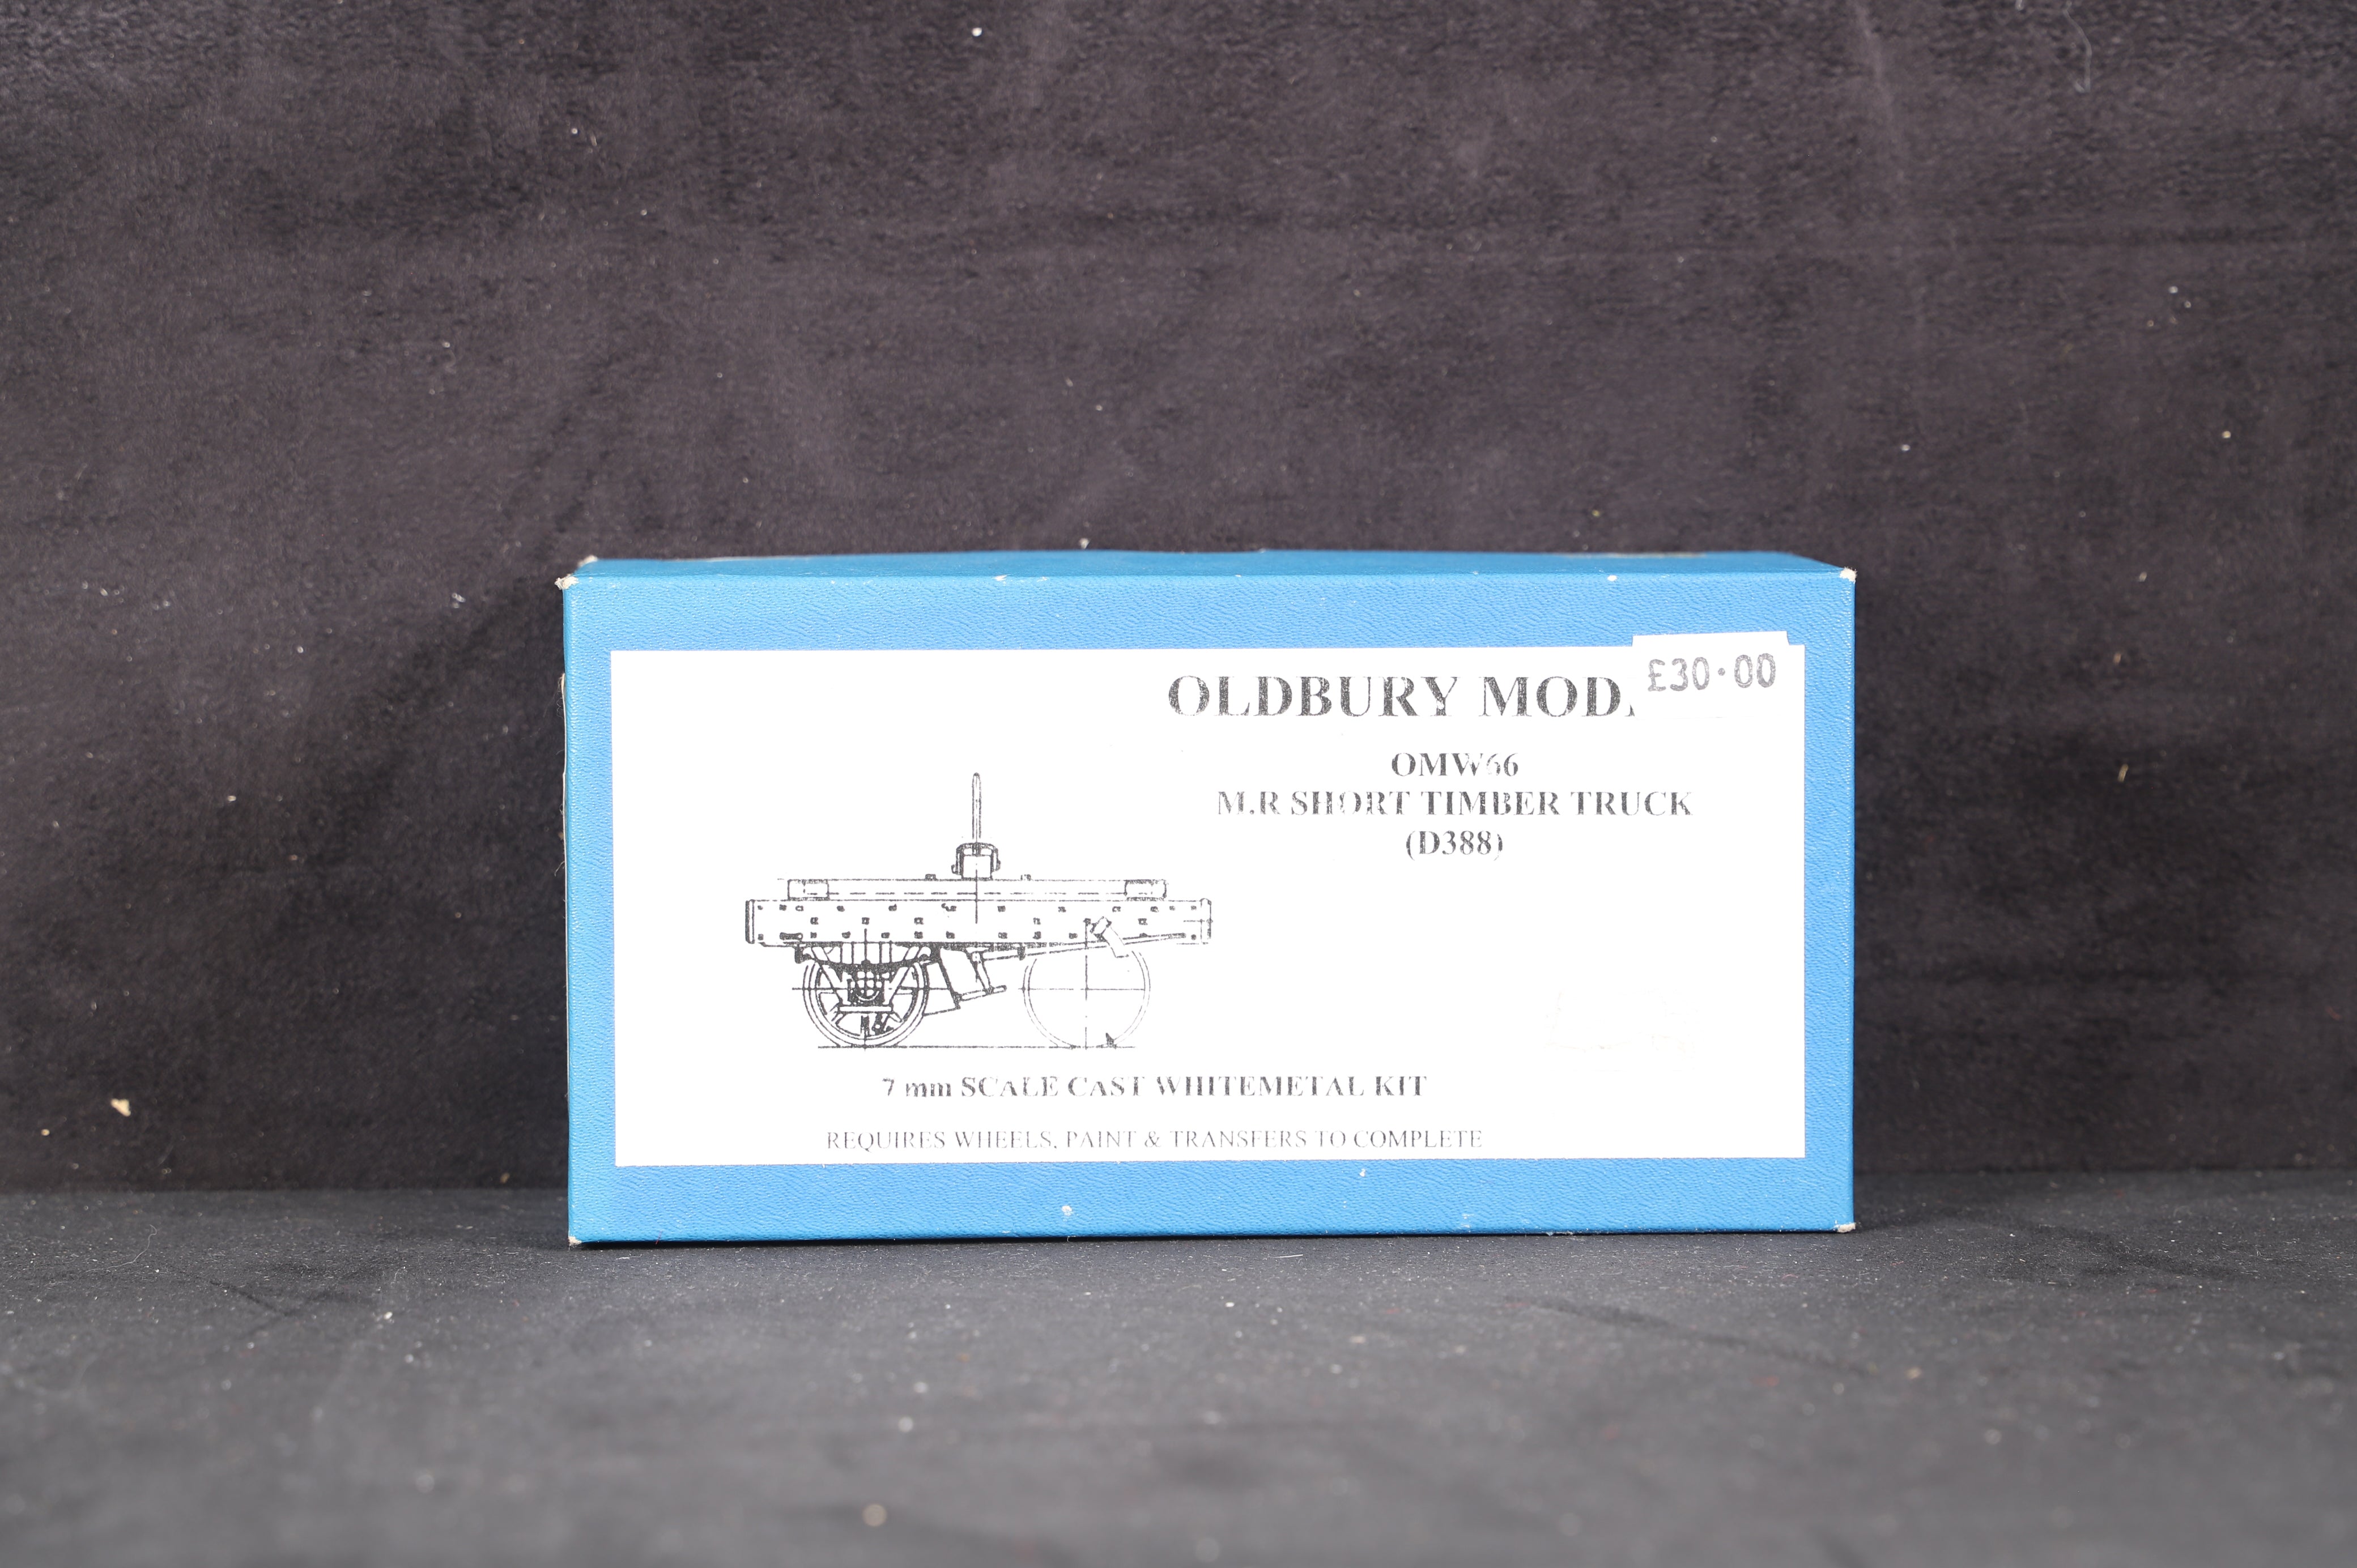 OLDBURY MOD
£30·00
OMW66
M.R SHORT TIMBER TRUCK
(D388)
7 mm SCALE CAST WHITEMETAL KIT
REQUIRES WHEELS, PAINT & TRANSFERS TO COMPLETE